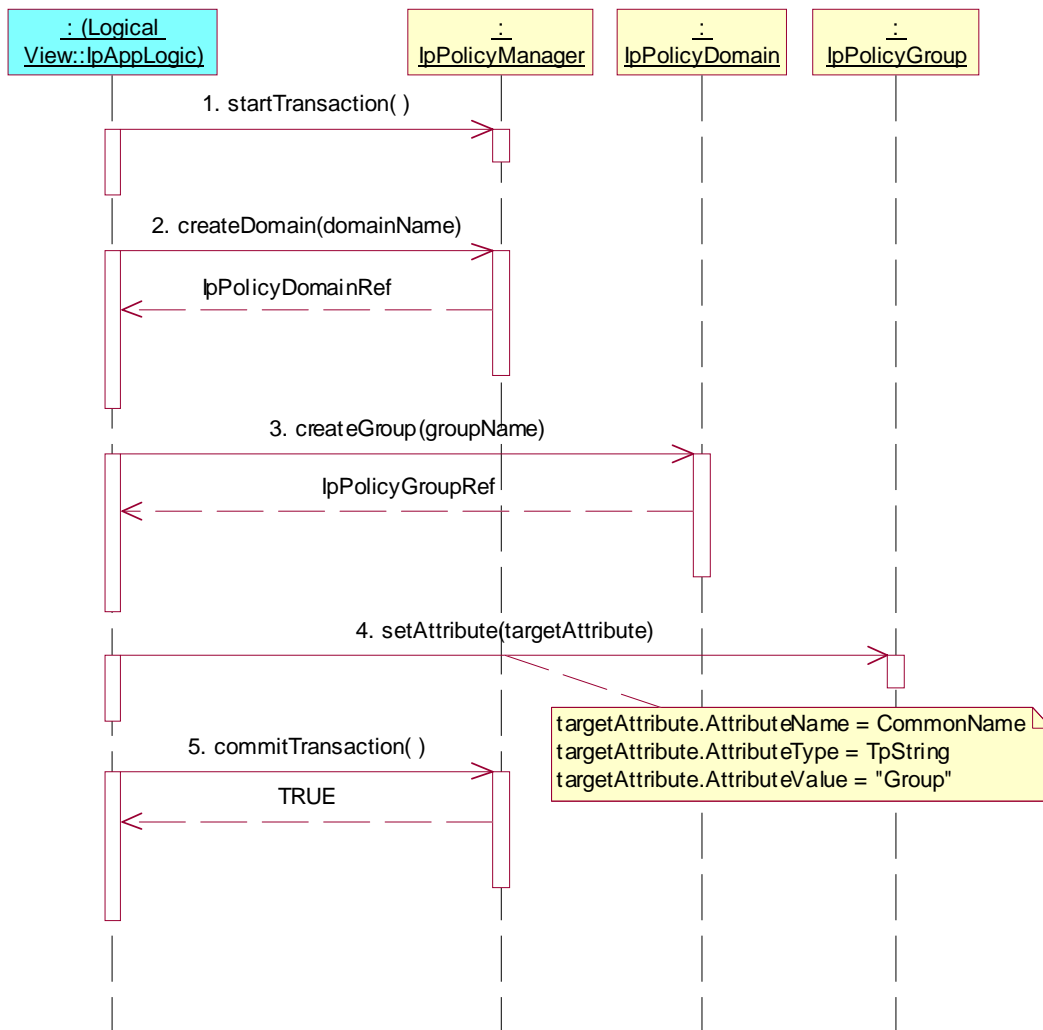 : (Logical
View::IpAppLogic)
:
IpPolicyManager
:
IpPolicyDomain
:
IpPolicyGroup
1. startTransaction( )
2. createDomain(domainName)
IpPolicyDomainRef
3. createGroup(groupName)
IpPolicyGroupRef
4. setAttribute(targetAttribute)
targetAttribute.AttributeName = CommonName
targetAttribute.AttributeType = TpString
targetAttribute.AttributeValue = "Group"
5. commitTransaction( )
TRUE